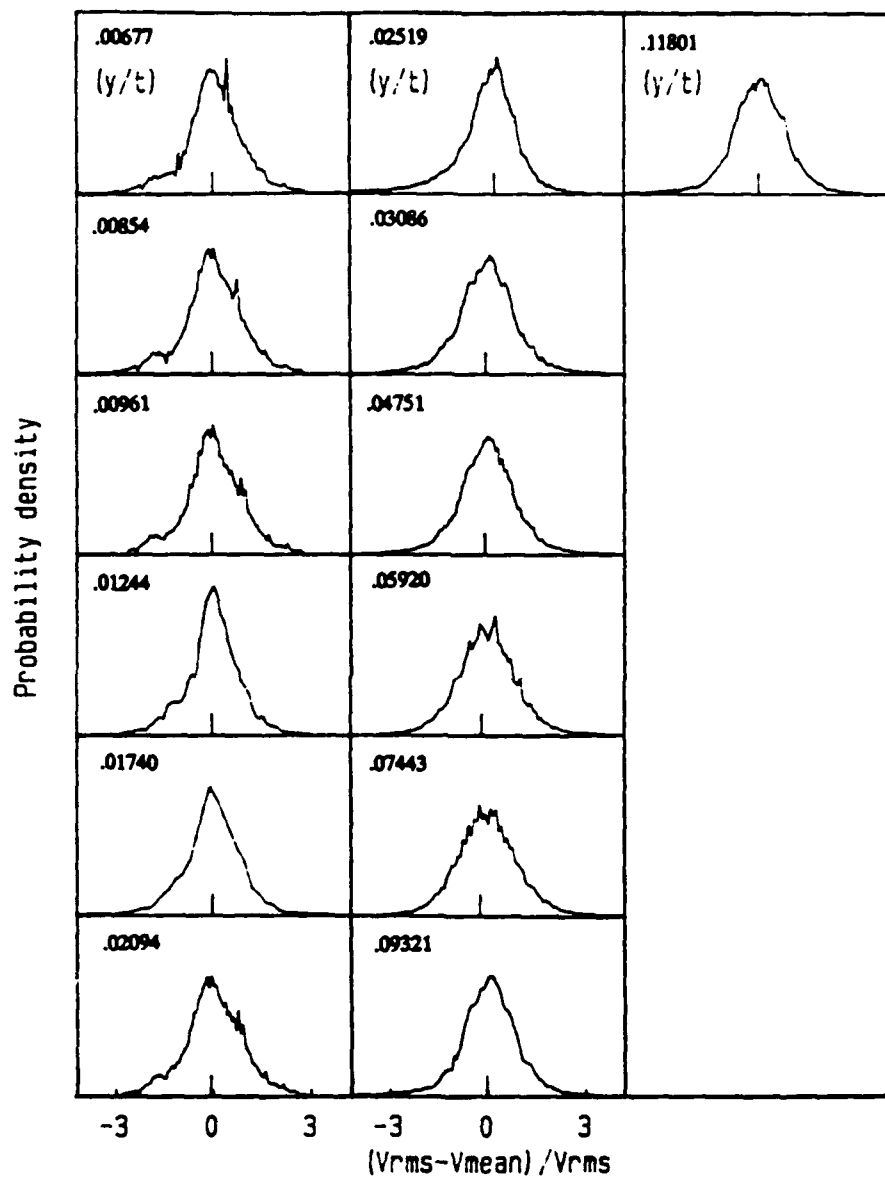 .00677
(y/t)
.02519
(y/t)
.11801
(y/t)
.00854
.03086
.00961
.04751
.01244
.05920
.01740
.07443
.02094
.09321
Probability density
-3 0 3 -3 0 3
(Vrms-Vmean)/Vrms